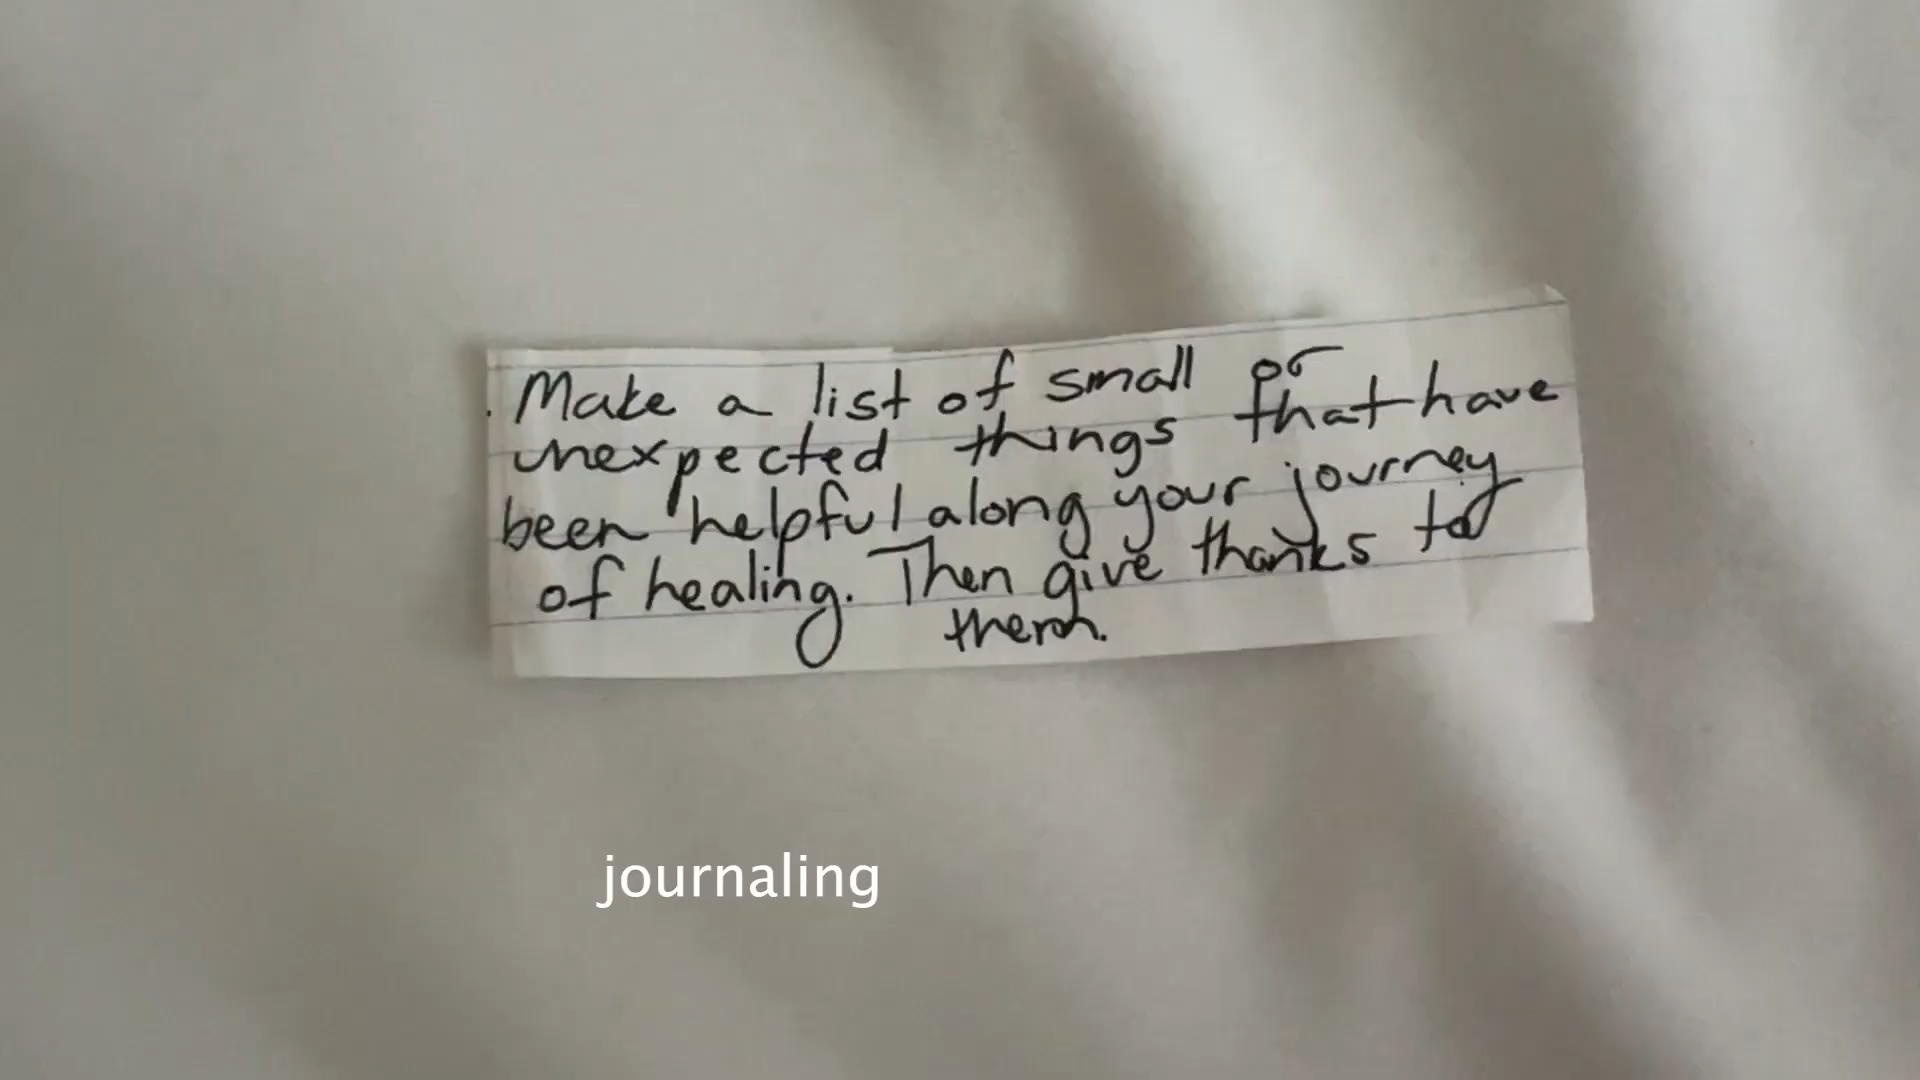 . Make a list of small or
unexpected things that have
been helpful along your journey
of healing. Then give thanks to
them.
journaling